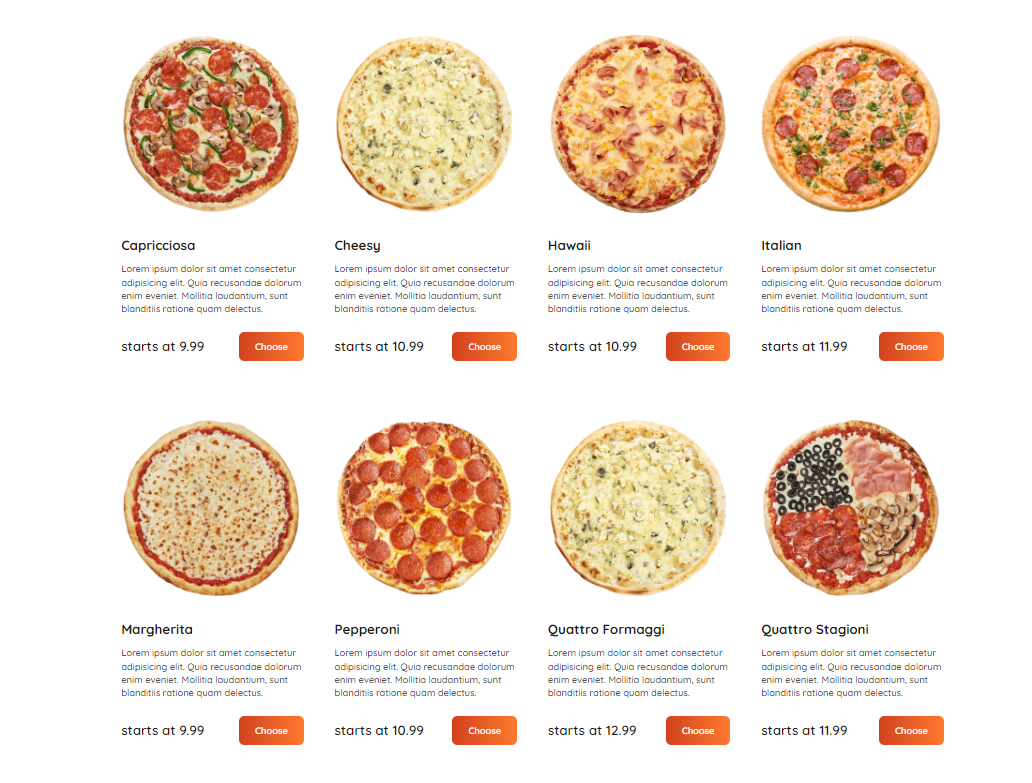 Capricciosa
Lorem ipsum dolor sit amet consectetur
adipisicing elit. Quia recusandae dolorum
enim eveniet. Mollitia laudantium, sunt
blanditiis ratione quam delectus.
starts at 9.99
Choose
Cheesy
Lorem ipsum dolor sit amet consectetur
adipisicing elit. Quia recusandae dolorum
enim eveniet. Mollitia laudantium, sunt
blanditiis ratione quam delectus.
starts at 10.99
Choose
Hawaii
Lorem ipsum dolor sit amet consectetur
adipisicing elit. Quia recusandae dolorum
enim eveniet. Mollitia laudantium, sunt
blanditiis ratione quam delectus.
starts at 10.99
Choose
Italian
Lorem ipsum dolor sit amet consectetur
adipisicing elit. Quia recusandae dolorum
enim eveniet. Mollitia laudantium, sunt
blanditiis ratione quam delectus.
starts at 11.99
Choose
Margherita
Lorem ipsum dolor sit amet consectetur
adipisicing elit. Quia recusandae dolorum
enim eveniet. Mollitia laudantium, sunt
blanditiis ratione quam delectus.
starts at 9.99
Choose
Pepperoni
Lorem ipsum dolor sit amet consectetur
adipisicing elit. Quia recusandae dolorum
enim eveniet. Mollitia laudantium, sunt
blanditiis ratione quam delectus.
starts at 10.99
Choose
Quattro Formaggi
Lorem ipsum dolor sit amet consectetur
adipisicing elit. Quia recusandae dolorum
enim eveniet. Mollitia laudantium, sunt
blanditiis ratione quam delectus.
starts at 12.99
Choose
Quattro Stagioni
Lorem ipsum dolor sit amet consectetur
adipisicing elit. Quia recusandae dolorum
enim eveniet. Mollitia laudantium, sunt
blanditiis ratione quam delectus.
starts at 11.99
Choose